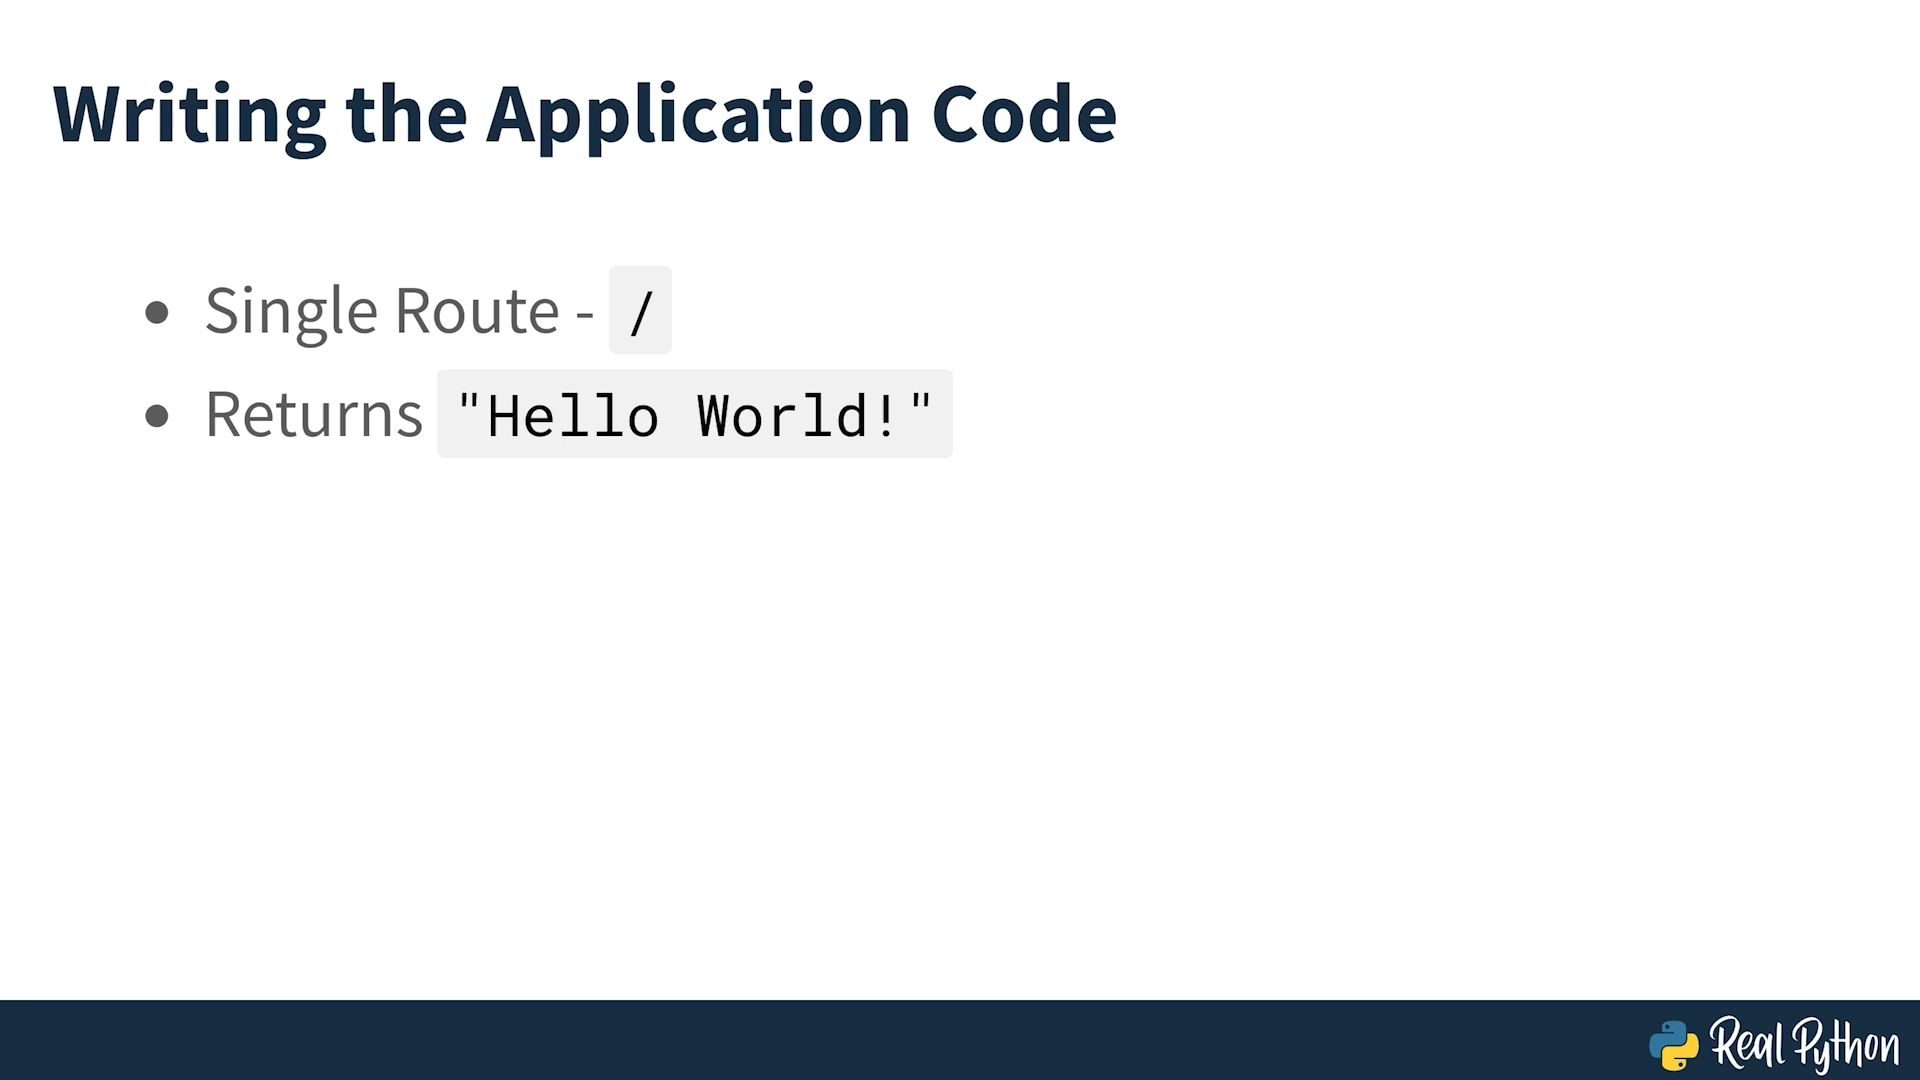 Writing the Application Code
• Single Route - /
• Returns "Hello World!"
Real Python